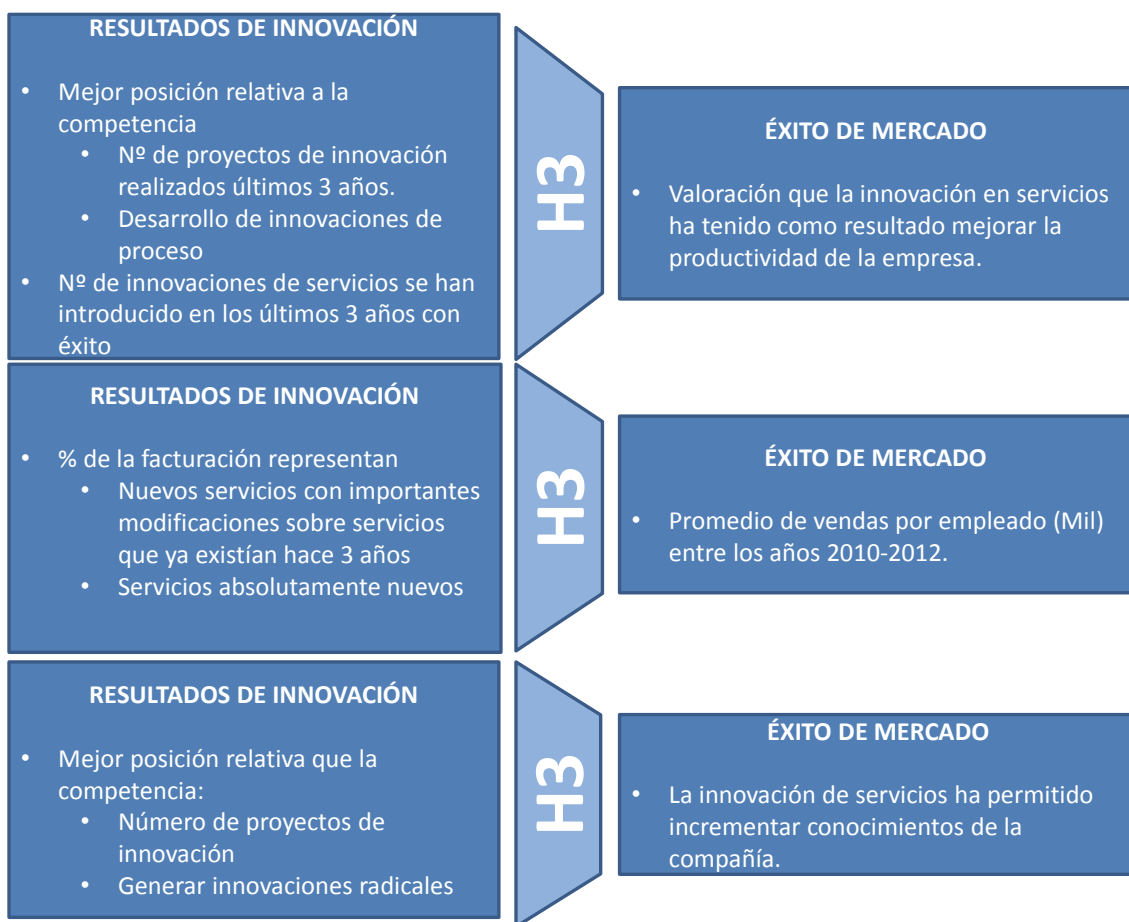 RESULTADOS DE INNOVACIÓN
• Mejor posición relativa a la
competencia
• Nº de proyectos de innovación
realizados últimos 3 años.
• Desarrollo de innovaciones de
proceso
• Nº de innovaciones de servicios se han
introducido en los últimos 3 años con
éxito
H3
ÉXITO DE MERCADO
• Valoración que la innovación en servicios
ha tenido como resultado mejorar la
productividad de la empresa.
RESULTADOS DE INNOVACIÓN
• % de la facturación representan
• Nuevos servicios con importantes
modificaciones sobre servicios
que ya existían hace 3 años
• Servicios absolutamente nuevos
H3
ÉXITO DE MERCADO
• Promedio de vendas por empleado (Mil)
entre los años 2010-2012.
RESULTADOS DE INNOVACIÓN
• Mejor posición relativa que la
competencia:
• Número de proyectos de
innovación
• Generar innovaciones radicales
H3
ÉXITO DE MERCADO
• La innovación de servicios ha permitido
incrementar conocimientos de la
compañía.